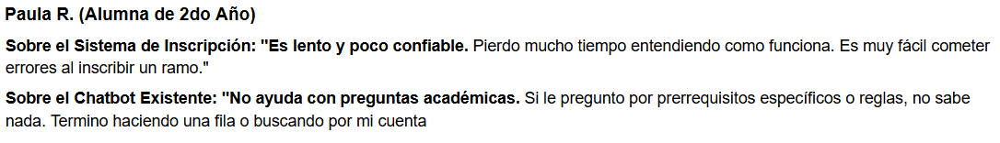 Paula R. (Alumna de 2do Año)
Sobre el Sistema de Inscripción: "Es lento y poco confiable. Pierdo mucho tiempo entendiendo como funciona. Es muy fácil cometer
errores al inscribir un ramo."
Sobre el Chatbot Existente: "No ayuda con preguntas académicas. Si le pregunto por prerrequisitos específicos o reglas, no sabe
nada. Termino haciendo una fila o buscando por mi cuenta